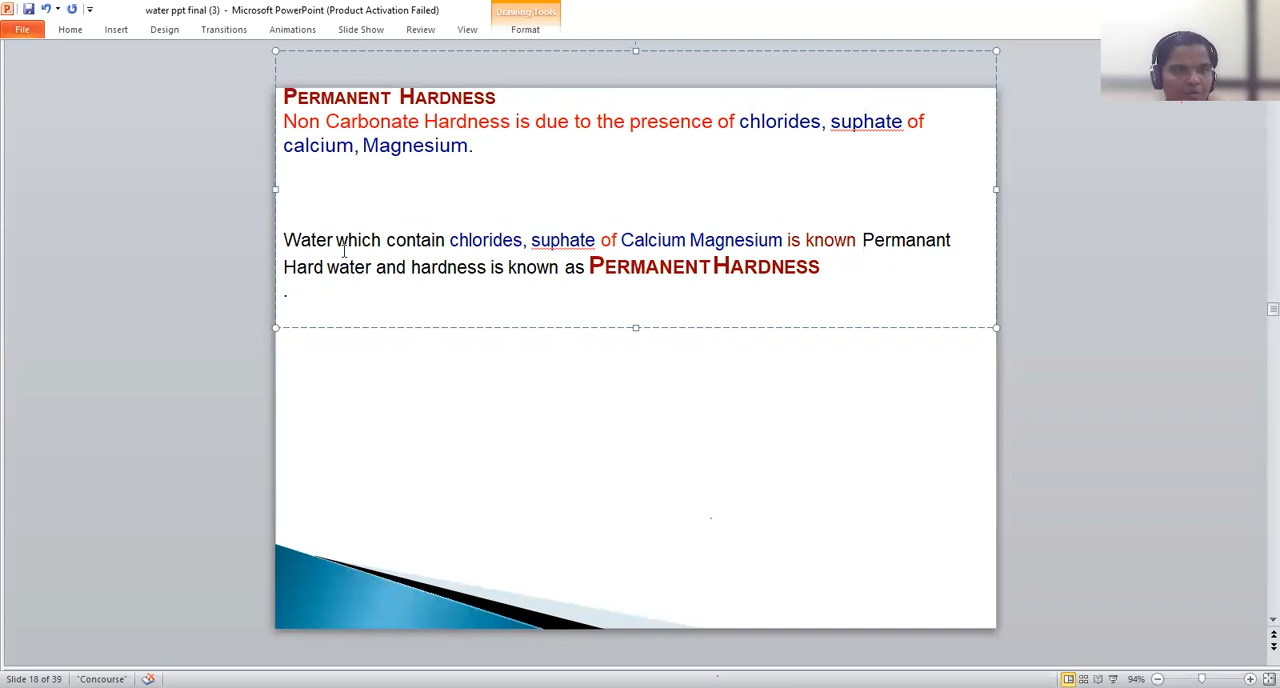 water ppt final (3) - Microsoft PowerPoint (Product Activation Failed)
Drawing Tools
File Home Insert Design Transitions Animations Slide Show Review View Format
PERMANENT HARDNESS
Non Carbonate Hardness is due to the presence of chlorides, suphate of
calcium, Magnesium.
Water which contain chlorides, suphate of Calcium Magnesium is known Permanant
Hard water and hardness is known as PERMANENT HARDNESS
.
Slide 18 of 39 "Concourse" 94%